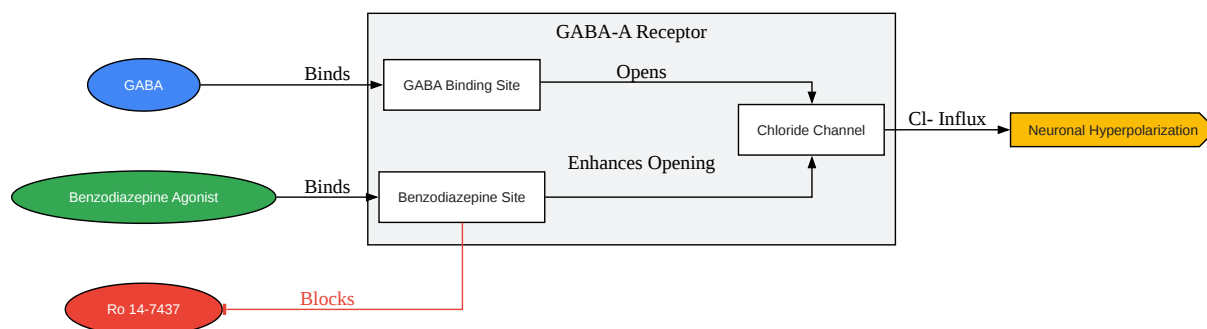 GABA-A Receptor
GABA
Binds
GABA Binding Site
Opens
Chloride Channel
Cl- Influx
Neuronal Hyperpolarization
Enhances Opening
Benzodiazepine Agonist
Binds
Benzodiazepine Site
Ro 14-7437
Blocks